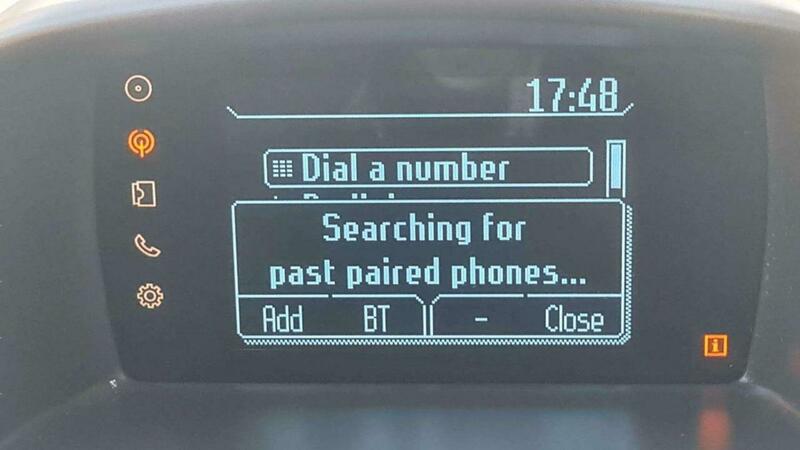 17:48
Dial a number
Searching for
past paired phones...
Add BT - Close